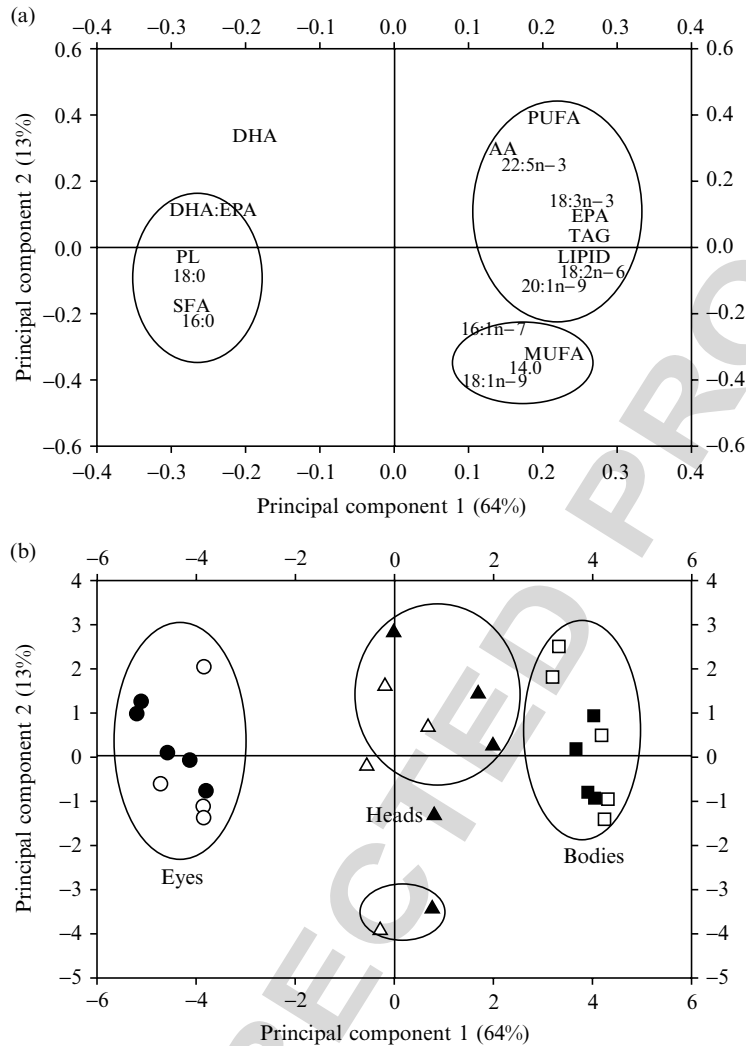 (a)
−0.4 −0.3 −0.2 −0.1 0.0 0.1 0.2 0.3 0.4
0.6 0.6
0.4 0.4
0.2 0.2
0.0 0.0
−0.2 −0.2
−0.4 −0.4
−0.6 −0.6
Principal component 2 (13%)
DHA
DHA:EPA
PL
18:0
SFA
16:0
PUFA
AA
22:5n−3
18:3n−3
EPA
TAG
LIPID
18:2n−6
20:1n−9
16:1n−7
MUFA
14.0
18:1n−9
−0.4 −0.3 −0.2 −0.1 0.0 0.1 0.2 0.3 0.4
Principal component 1 (64%)
(b)
−6 −4 −2 0 2 4 6
4 4
3 3
2 2
1 1
0 0
−1 −1
−2 −2
−3 −3
−4 −4
−5 −5
Principal component 2 (13%)
Heads
Eyes
Bodies
−6 −4 −2 0 2 4 6
Principal component 1 (64%)